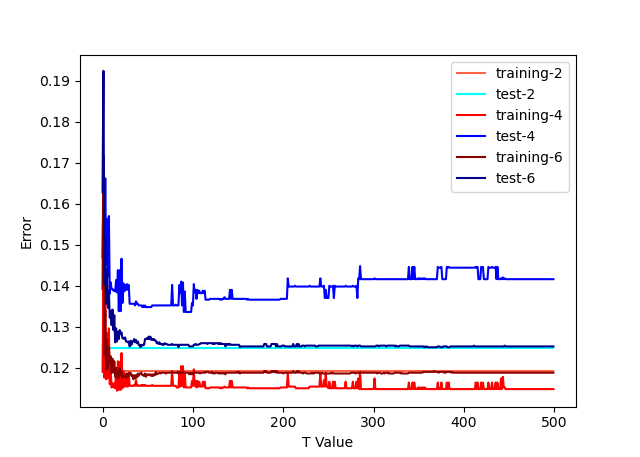 0.19
0.18
0.17
0.16
0.15
0.14
0.13
0.12
Error
training-2
test-2
training-4
test-4
training-6
test-6
0 100 200 300 400 500
T Value